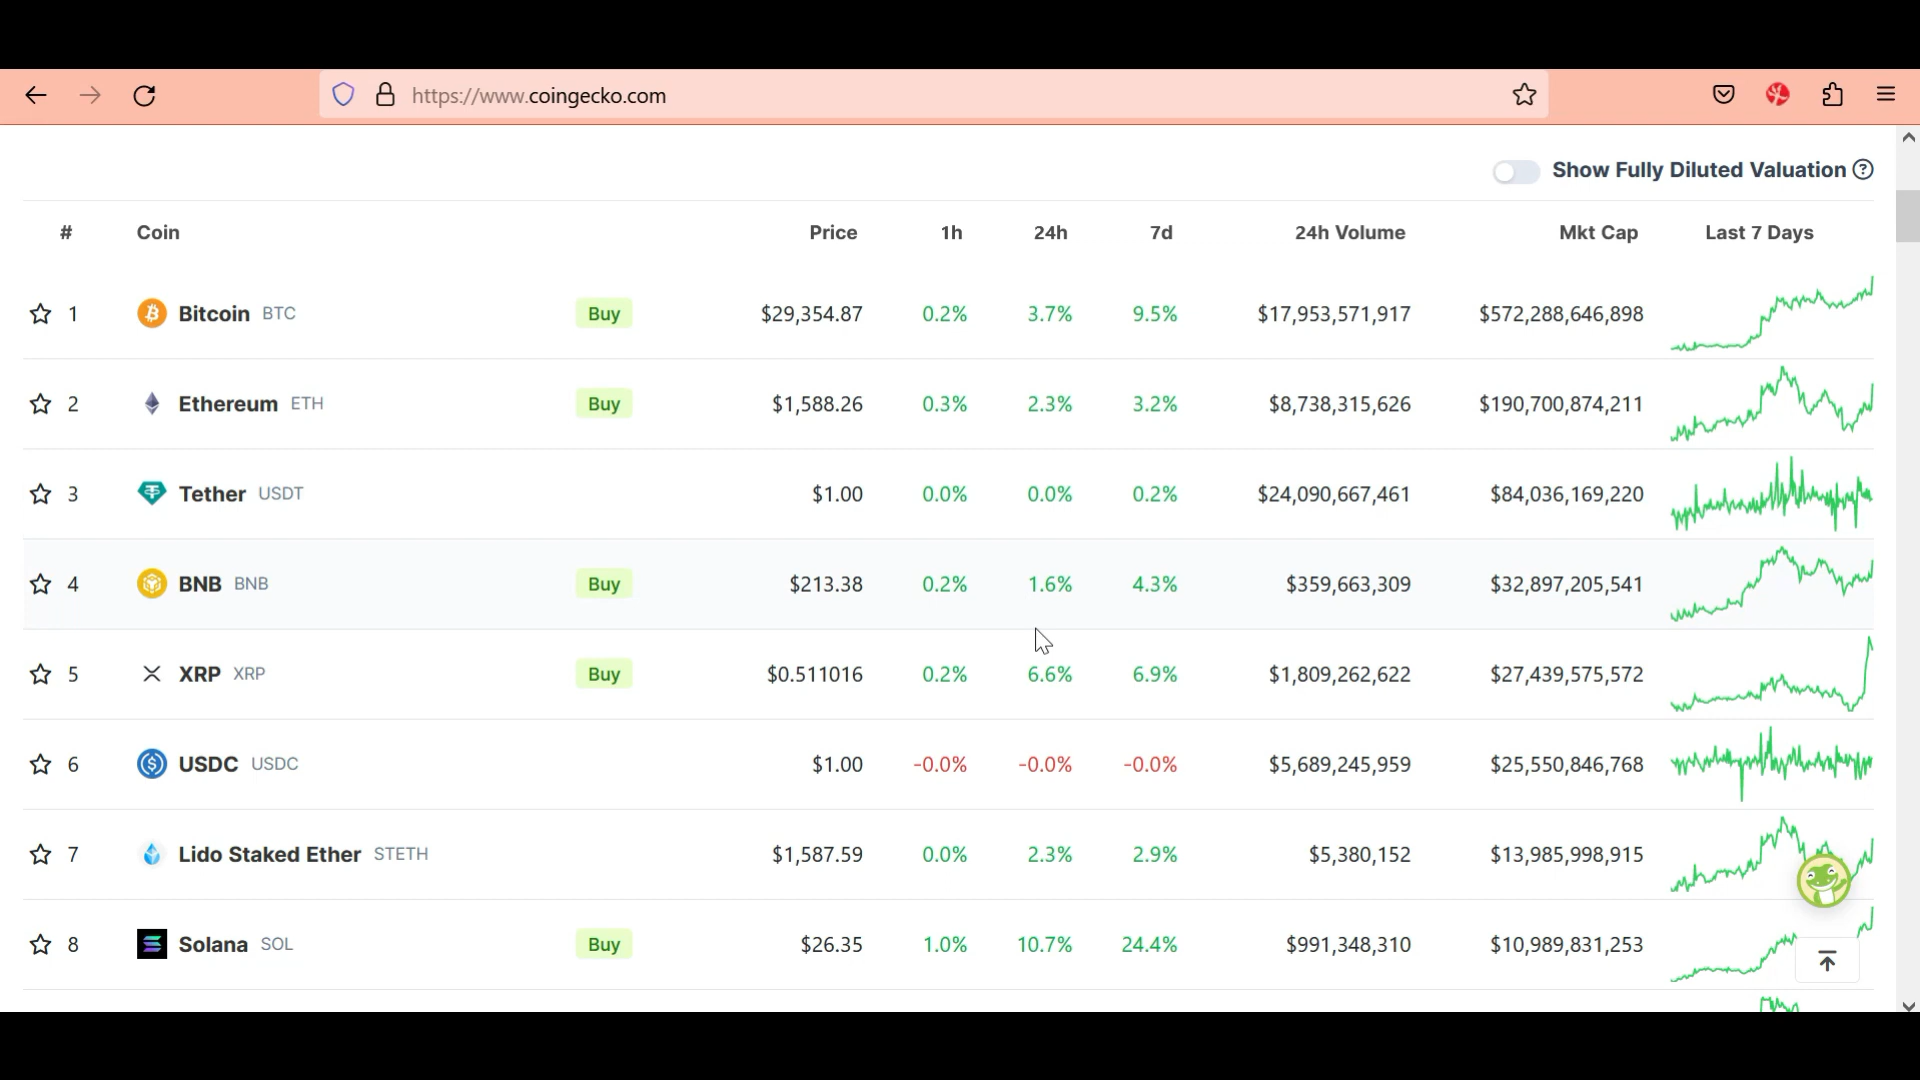 https://www.coingecko.com
Show Fully Diluted Valuation
# Coin Price 1h 24h 7d 24h Volume Mkt Cap Last 7 Days
1 Bitcoin BTC Buy $29,354.87 0.2% 3.7% 9.5% $17,953,571,917 $572,288,646,898
2 Ethereum ETH Buy $1,588.26 0.3% 2.3% 3.2% $8,738,315,626 $190,700,874,211
3 Tether USDT $1.00 0.0% 0.0% 0.2% $24,090,667,461 $84,036,169,220
4 BNB BNB Buy $213.38 0.2% 1.6% 4.3% $359,663,309 $32,897,205,541
5 XRP XRP Buy $0.511016 0.2% 6.6% 6.9% $1,809,262,622 $27,439,575,572
6 USDC USDC $1.00 -0.0% -0.0% -0.0% $5,689,245,959 $25,550,846,768
7 Lido Staked Ether STETH $1,587.59 0.0% 2.3% 2.9% $5,380,152 $13,985,998,915
8 Solana SOL Buy $26.35 1.0% 10.7% 24.4% $991,348,310 $10,989,831,253